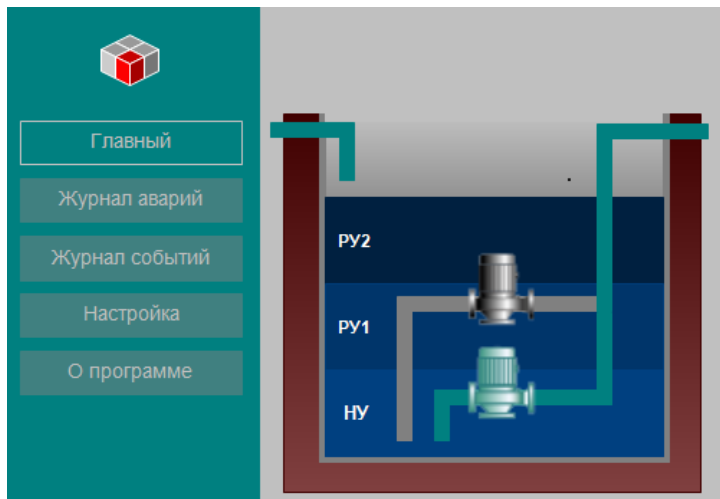 Главный
Журнал аварий
Журнал событий
Настройка
О программе
РУ2
РУ1
НУ